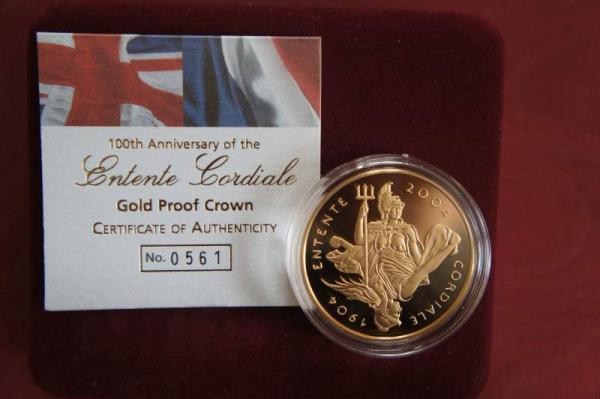 100th Anniversary of the
Entente Cordiale
Gold Proof Crown
CERTIFICATE OF AUTHENTICITY
No. 0561
ENTENTE 2004
1904 CORDIALE